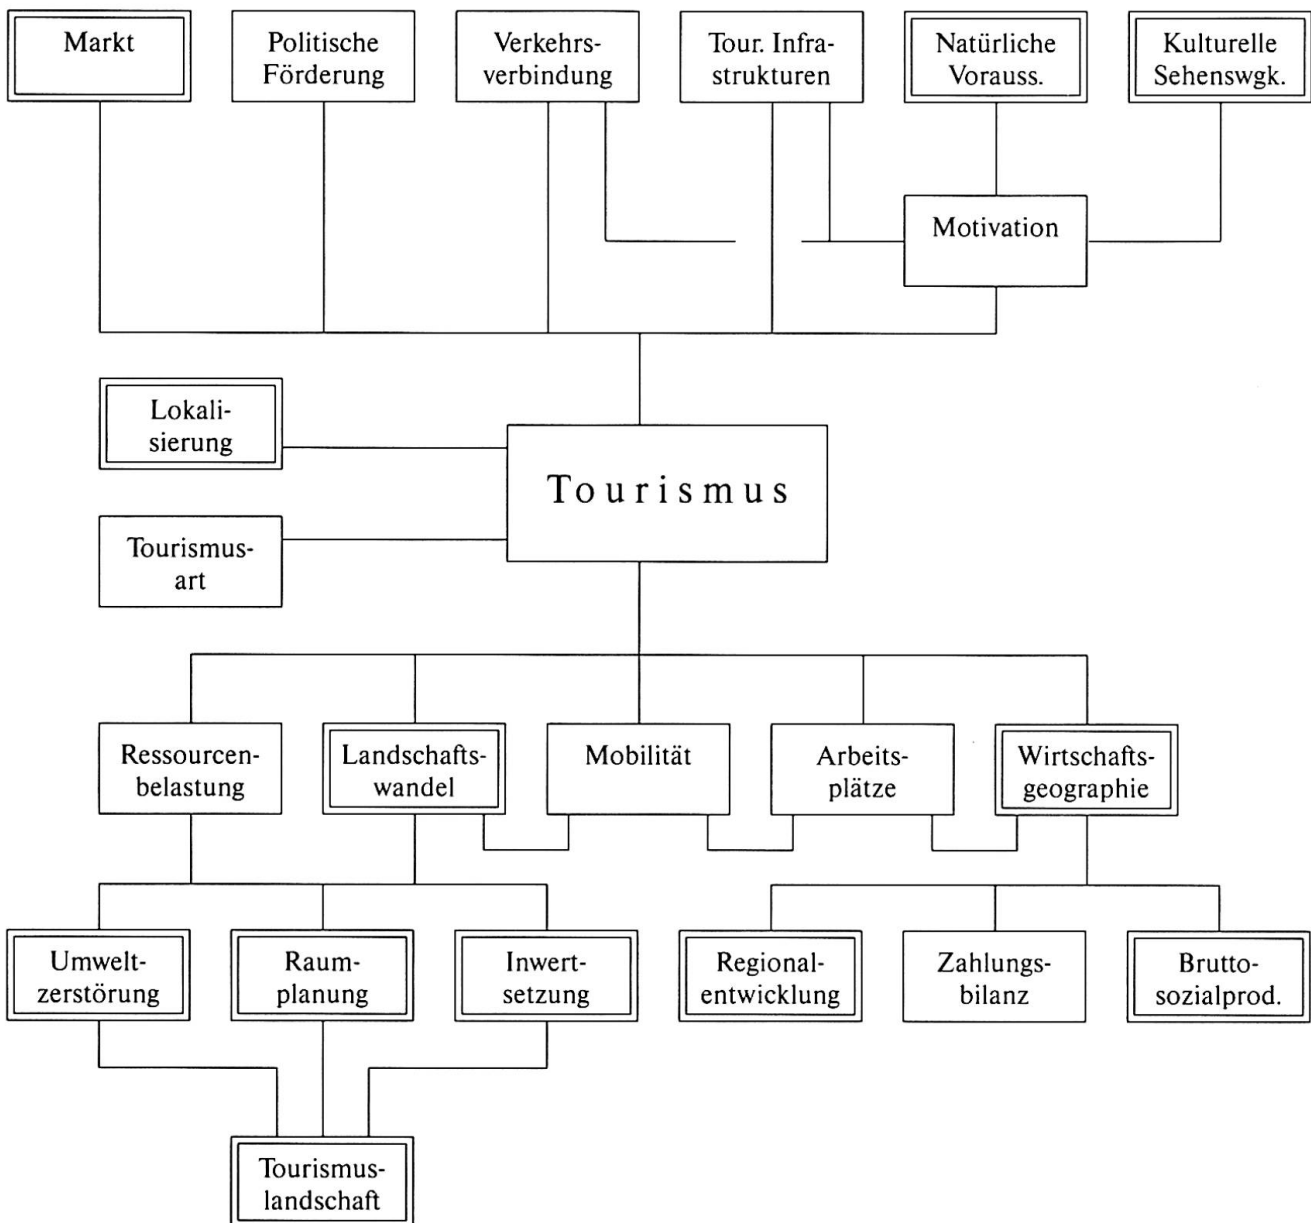 Markt
Politische
Förderung
Verkehrs-
verbindung
Tour. Infra-
strukturen
Natürliche
Vorauss.
Kulturelle
Sehenswgk.
Motivation
Lokali-
sierung
Tourismus
Tourismus-
art
Ressourcen-
belastung
Landschafts-
wandel
Mobilität
Arbeits-
plätze
Wirtschafts-
geographie
Umwelt-
zerstörung
Raum-
planung
Inwert-
setzung
Regional-
entwicklung
Zahlungs-
bilanz
Brutto-
sozialprod.
Tourismus-
landschaft